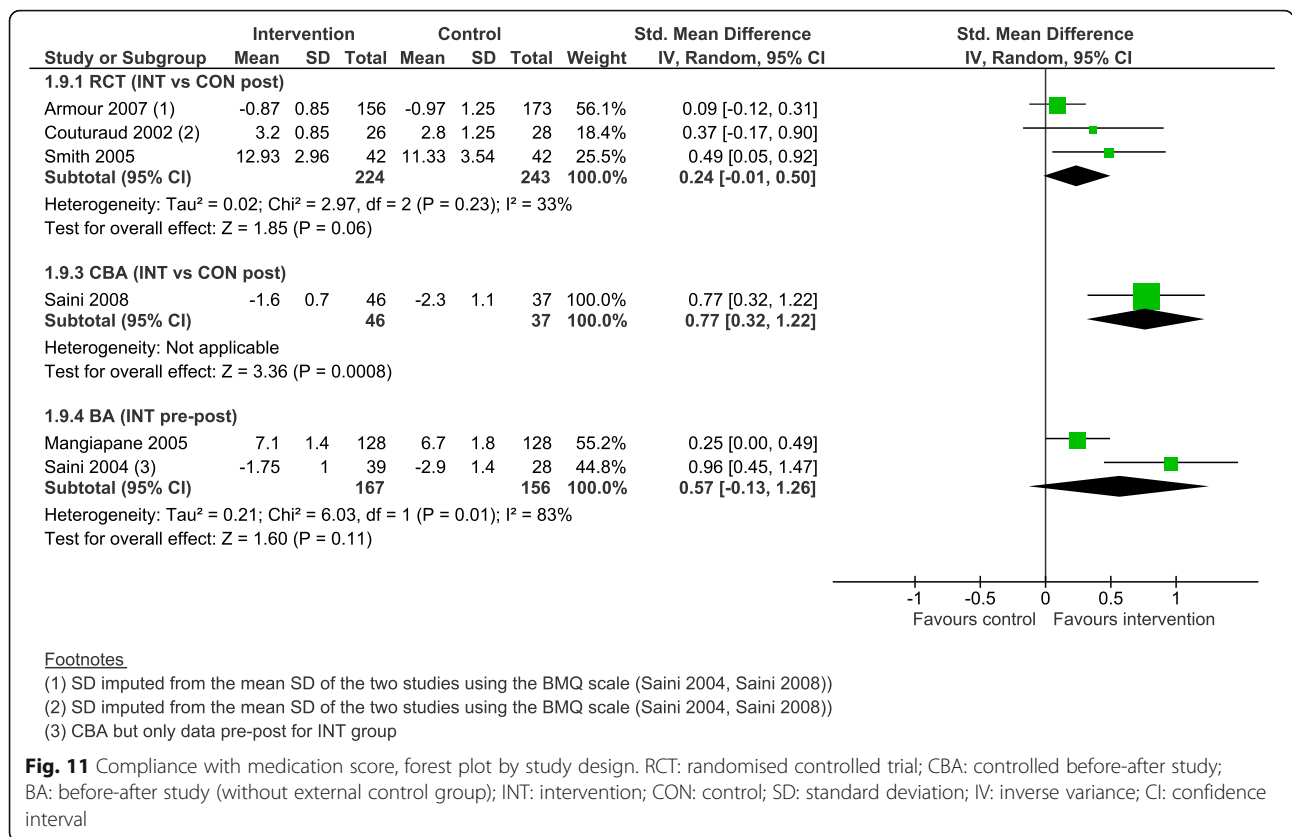 Intervention Control Std. Mean Difference Std. Mean Difference
Study or Subgroup Mean SD Total Mean SD Total Weight IV, Random, 95% CI IV, Random, 95% CI
1.9.1 RCT (INT vs CON post)
Armour 2007 (1) -0.87 0.85 156 -0.97 1.25 173 56.1% 0.09 [-0.12, 0.31]
Couturaud 2002 (2) 3.2 0.85 26 2.8 1.25 28 18.4% 0.37 [-0.17, 0.90]
Smith 2005 12.93 2.96 42 11.33 3.54 42 25.5% 0.49 [0.05, 0.92]
Subtotal (95% CI) 224 243 100.0% 0.24 [-0.01, 0.50]
Heterogeneity: Tau² = 0.02; Chi² = 2.97, df = 2 (P = 0.23); I² = 33%
Test for overall effect: Z = 1.85 (P = 0.06)
1.9.3 CBA (INT vs CON post)
Saini 2008 -1.6 0.7 46 -2.3 1.1 37 100.0% 0.77 [0.32, 1.22]
Subtotal (95% CI) 46 37 100.0% 0.77 [0.32, 1.22]
Heterogeneity: Not applicable
Test for overall effect: Z = 3.36 (P = 0.0008)
1.9.4 BA (INT pre-post)
Mangiapane 2005 7.1 1.4 128 6.7 1.8 128 55.2% 0.25 [0.00, 0.49]
Saini 2004 (3) -1.75 1 39 -2.9 1.4 28 44.8% 0.96 [0.45, 1.47]
Subtotal (95% CI) 167 156 100.0% 0.57 [-0.13, 1.26]
Heterogeneity: Tau² = 0.21; Chi² = 6.03, df = 1 (P = 0.01); I² = 83%
Test for overall effect: Z = 1.60 (P = 0.11)
-1 -0.5 0 0.5 1
Favours control Favours intervention
Footnotes
(1) SD imputed from the mean SD of the two studies using the BMQ scale (Saini 2004, Saini 2008))
(2) SD imputed from the mean SD of the two studies using the BMQ scale (Saini 2004, Saini 2008))
(3) CBA but only data pre-post for INT group
Fig. 11 Compliance with medication score, forest plot by study design. RCT: randomised controlled trial; CBA: controlled before-after study;
BA: before-after study (without external control group); INT: intervention; CON: control; SD: standard deviation; IV: inverse variance; CI: confidence
interval